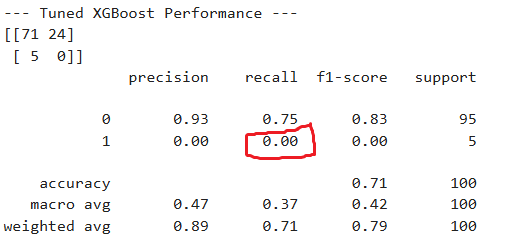 --- Tuned XGBoost Performance ---
[[71 24]
[ 5 0]]
precision recall f1-score support
0 0.93 0.75 0.83 95
1 0.00 0.00 0.00 5
accuracy 0.71 100
macro avg 0.47 0.37 0.42 100
weighted avg 0.89 0.71 0.79 100